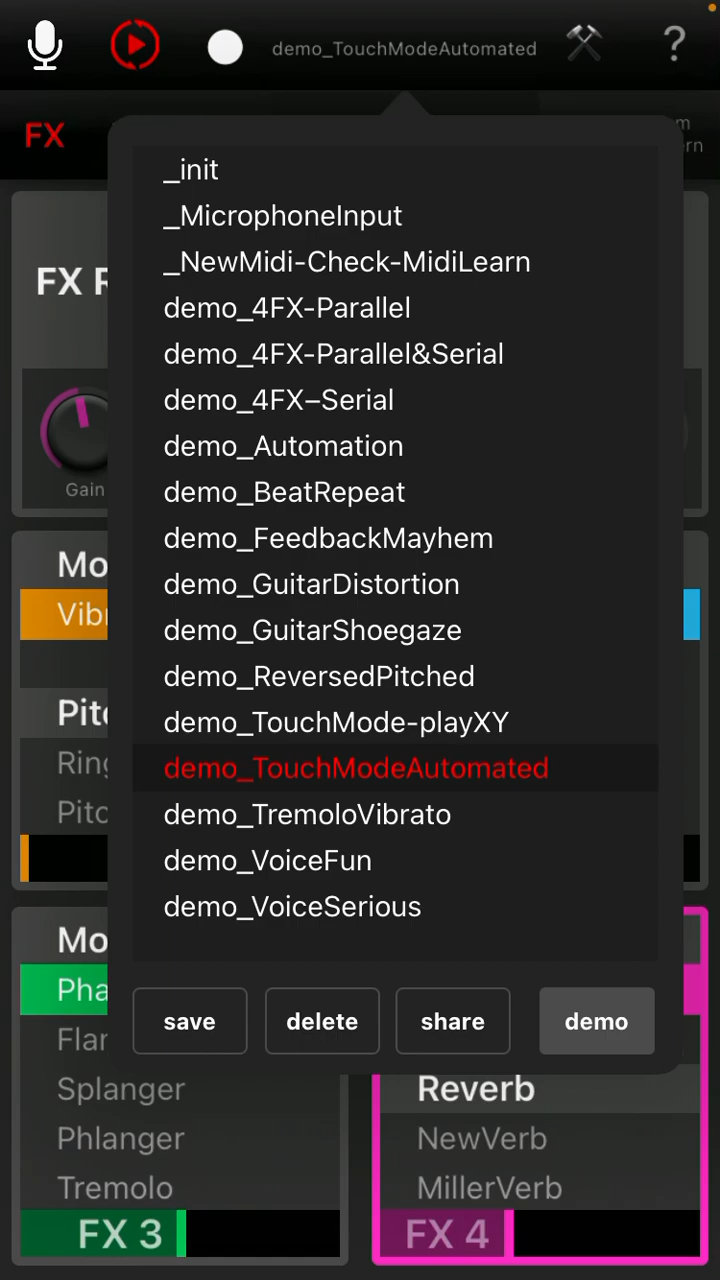 demo_TouchModeAutomated
?
FX
m
rn
_init
_MicrophoneInput
_NewMidi-Check-MidiLearn
FX
demo_4FX-Parallel
demo_4FX-Parallel&Serial
demo_4FX–Serial
demo_Automation
Gain
demo_BeatRepeat
demo_FeedbackMayhem
Mo
demo_GuitarDistortion
Vib
demo_GuitarShoegaze
demo_ReversedPitched
Pit
demo_TouchMode-playXY
Ring
demo_TouchModeAutomated
Pitc
demo_TremoloVibrato
demo_VoiceFun
demo_VoiceSerious
Mo
Pha
save delete share demo
Flar
Splanger
Reverb
Phlanger
NewVerb
Tremolo
MillerVerb
FX 3
FX 4